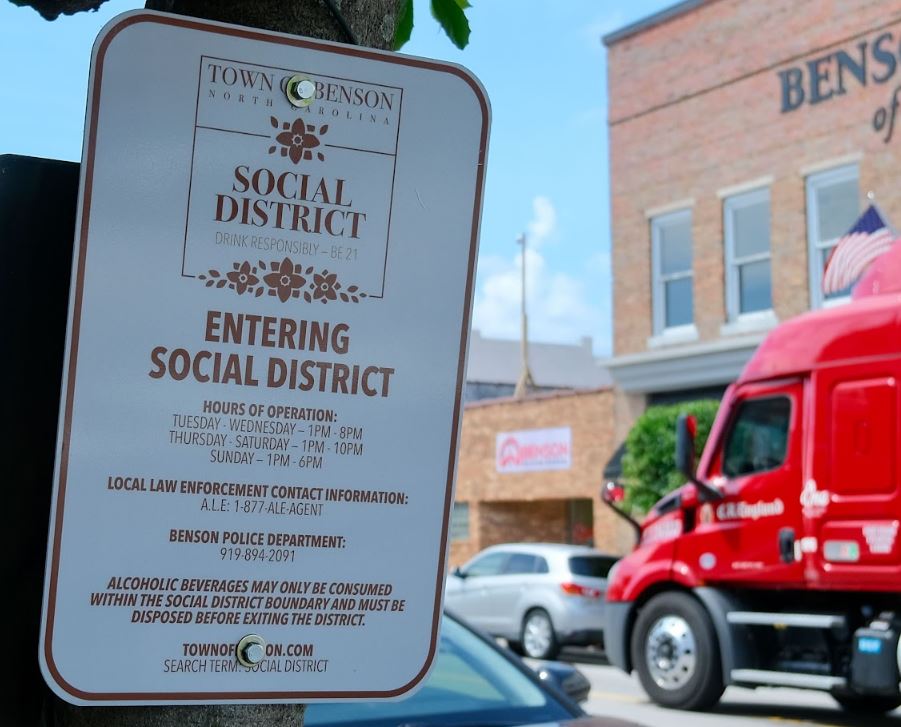 TOWN OF BENSON
NORTH CAROLINA
SOCIAL
DISTRICT
DRINK RESPONSIBLY – BE 21
ENTERING
SOCIAL DISTRICT
HOURS OF OPERATION:
TUESDAY - WEDNESDAY – 1PM - 8PM
THURSDAY - SATURDAY – 1PM - 10PM
SUNDAY – 1PM - 6PM
LOCAL LAW ENFORCEMENT CONTACT INFORMATION:
A.L.E: 1-877-ALE-AGENT
BENSON POLICE DEPARTMENT:
919-894-2091
ALCOHOLIC BEVERAGES MAY ONLY BE CONSUMED
WITHIN THE SOCIAL DISTRICT BOUNDARY AND MUST BE
DISPOSED BEFORE EXITING THE DISTRICT.
TOWNOFBENSON.COM
SEARCH TERM: SOCIAL DISTRICT
BENSO
of
BENSON
C.R. England